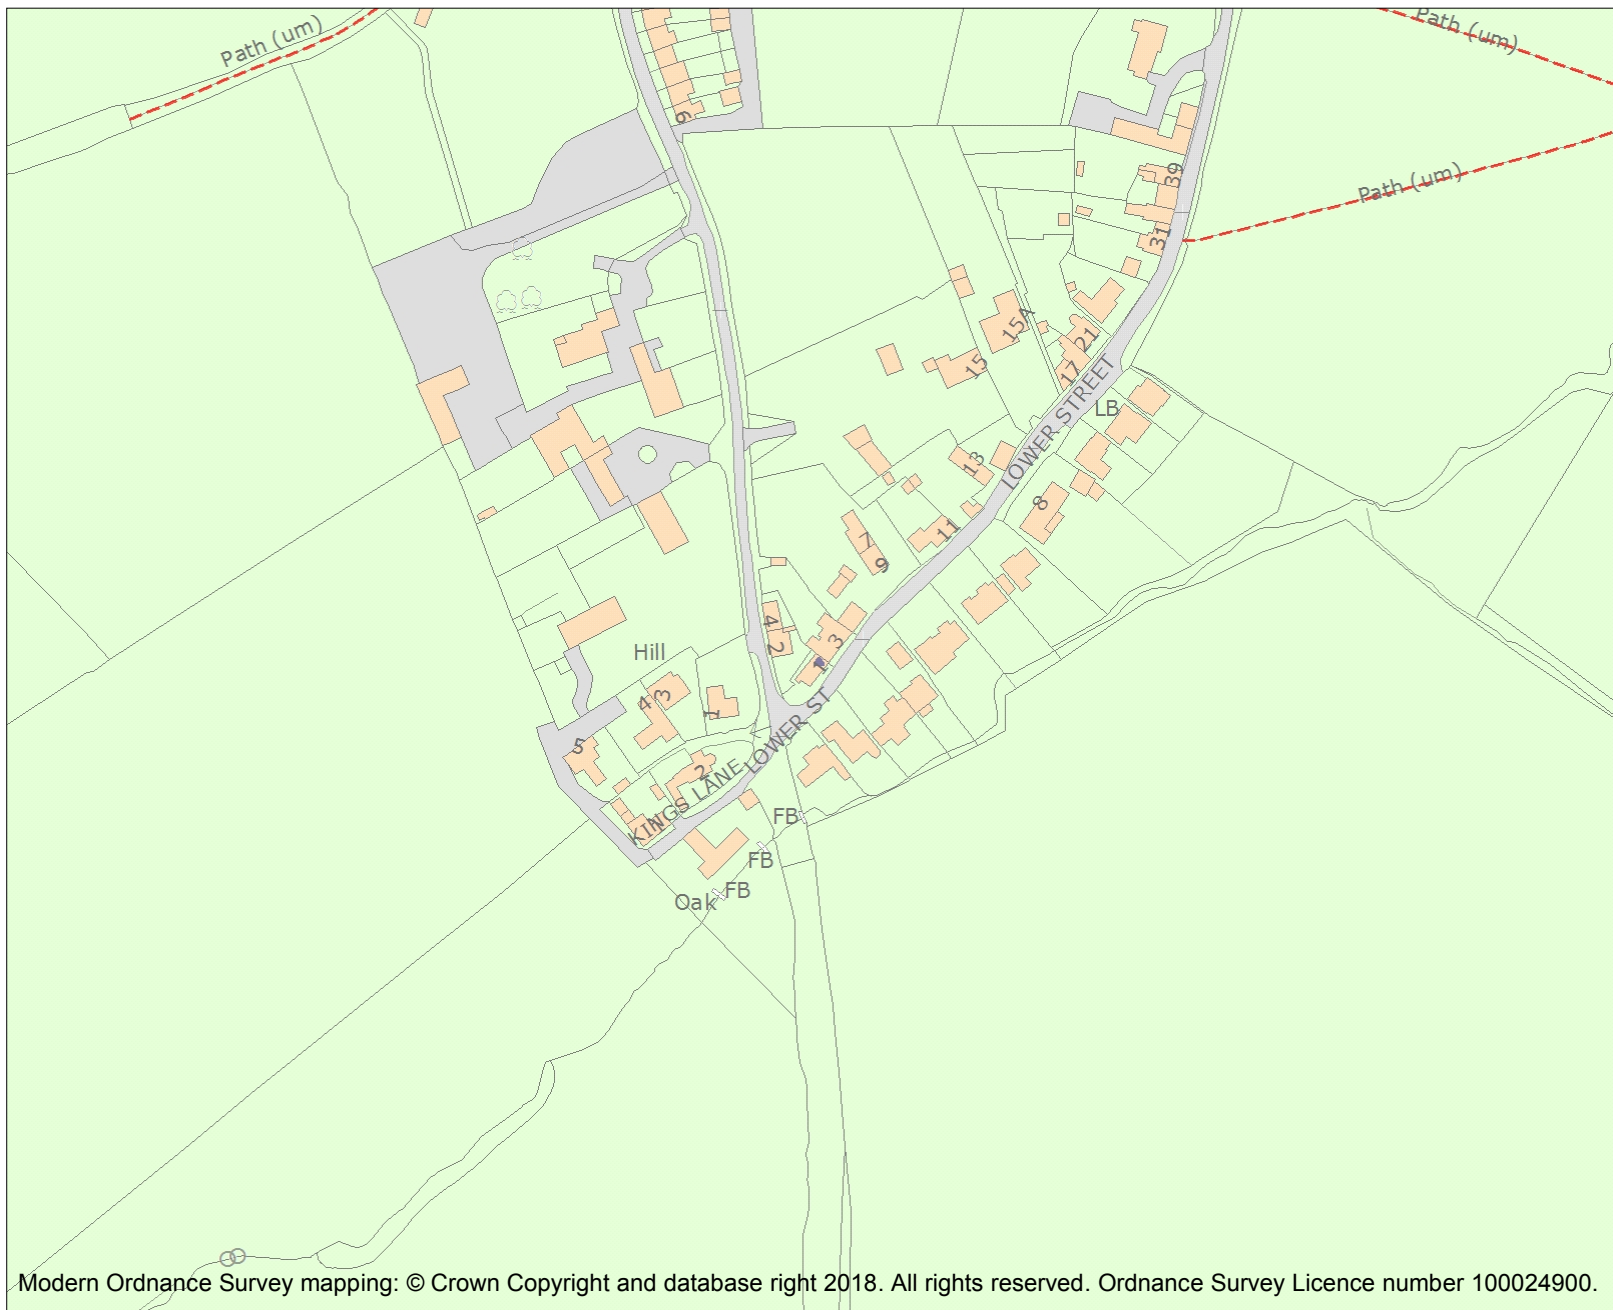 Path (um)
Path (um)
6
39
Path (um)
31
15A
21
15
17
LB
LOWER STREET
13
8
11
7
9
4
2
3
1
Hill
4
3
1
5
2
LOWER ST
KINGS LANE
1
FB
FB
FB
Oak
Modern Ordnance Survey mapping: © Crown Copyright and database right 2018. All rights reserved. Ordnance Survey Licence number 100024900.